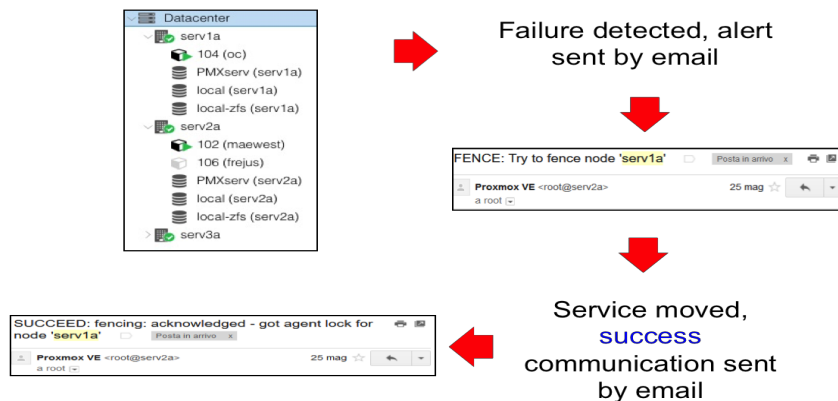 Datacenter
serv1a
104 (oc)
PMXserv (serv1a)
local (serv1a)
local-zfs (serv1a)
serv2a
102 (maewest)
106 (frejus)
PMXserv (serv2a)
local (serv2a)
local-zfs (serv2a)
serv3a
Failure detected, alert
sent by email
FENCE: Try to fence node 'serv1a' Posta in arrivo x
Proxmox VE <root@serv2a> 25 mag
a root
Service moved,
success
communication sent
by email
SUCCEED: fencing: acknowledged - got agent lock for
node 'serv1a' Posta in arrivo x
Proxmox VE <root@serv2a> 25 mag
a root